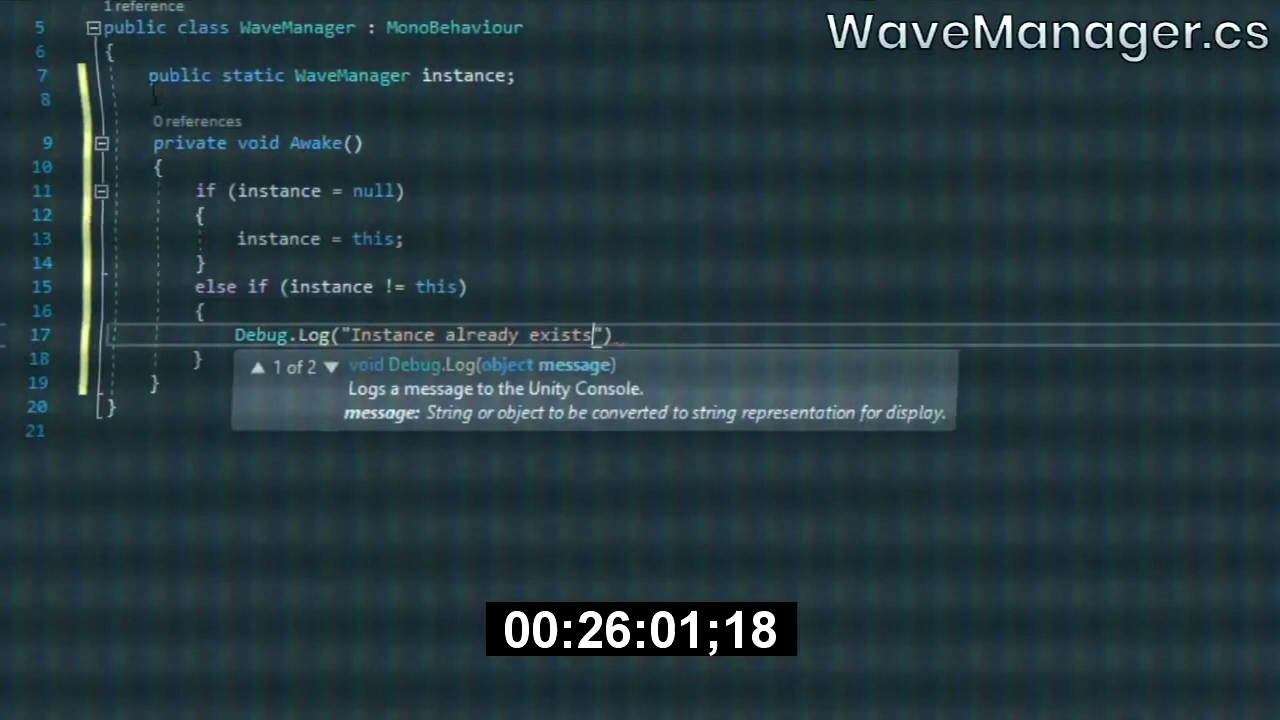 1 reference
WaveManager.cs
5 public class WaveManager : MonoBehaviour
6 {
7 public static WaveManager instance;
8
0 references
9 private void Awake()
10 {
11 if (instance = null)
12 {
13 instance = this;
14 }
15 else if (instance != this)
16 {
17 Debug.Log("Instance already exists")
18 }
▲ 1 of 2 ▼ void Debug.Log(object message)
Logs a message to the Unity Console.
message: String or object to be converted to string representation for display.
19 }
20 }
21
00:26:01;18